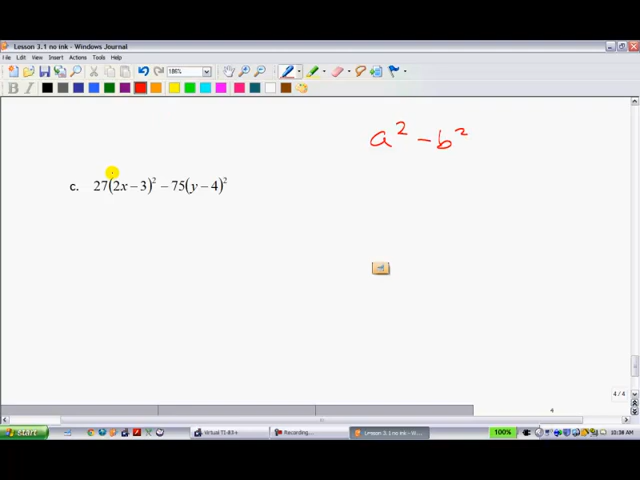 Lesson 3.1 no ink - Windows Journal
File Edit View Insert Actions Tools Help
186%
B I
a² - b²
c. 27(2x − 3)² − 75(y − 4)²
4 / 4
4
start Virtual TI-83+ Recording... Lesson 3.1 no ink - W... 100% 10:38 AM